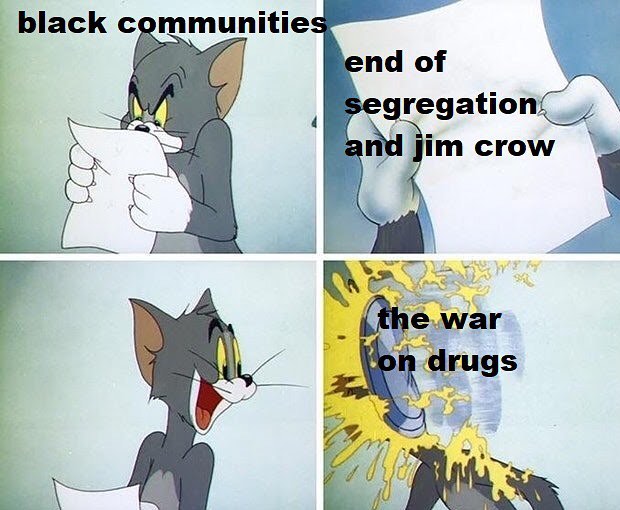 black communities
end of
segregation
and jim crow
the war
on drugs